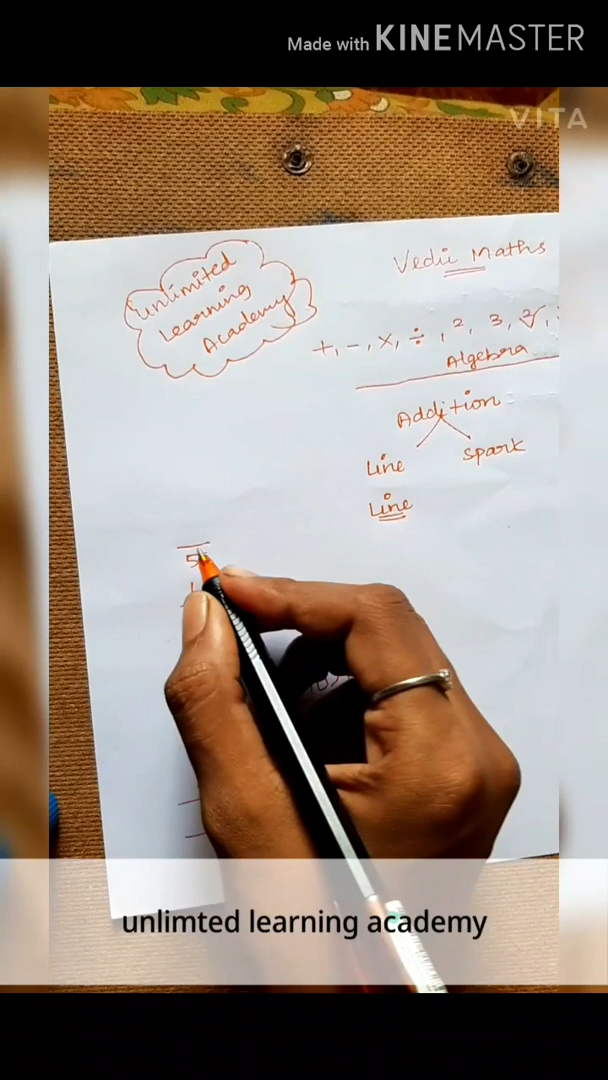 Made with KINEMASTER
VITA
Unlimited
Learning
Academy
Vedic Maths
+, -, ×, ÷, 2, 3,
Algebra
Addition
Line
Spark
Line
5
unlimted learning academy